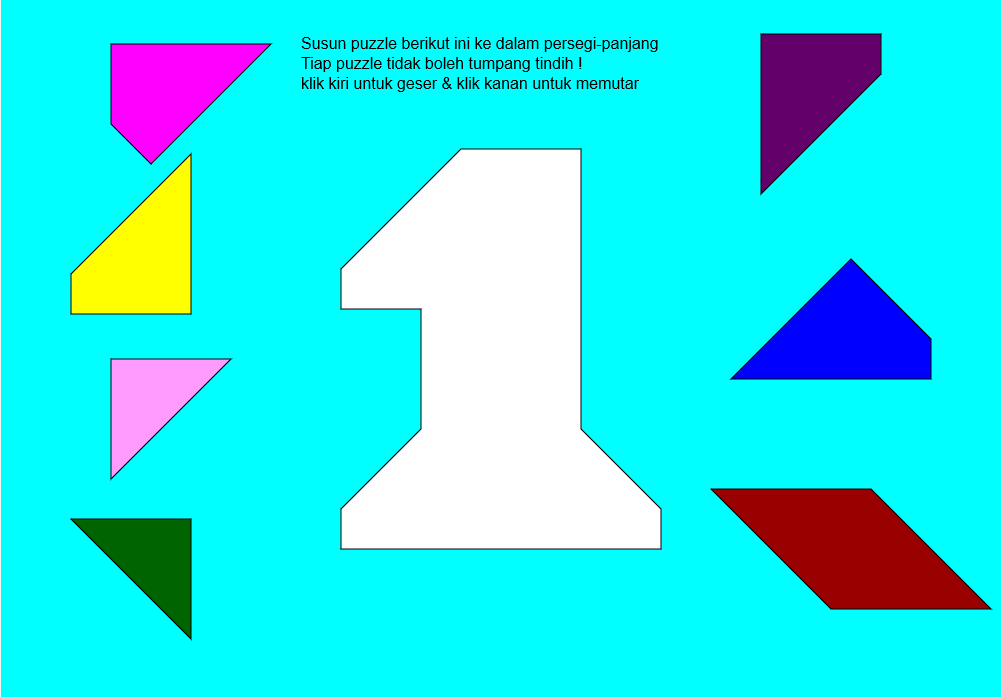 Susun puzzle berikut ini ke dalam persegi-panjang
Tiap puzzle tidak boleh tumpang tindih !
klik kiri untuk geser & klik kanan untuk memutar